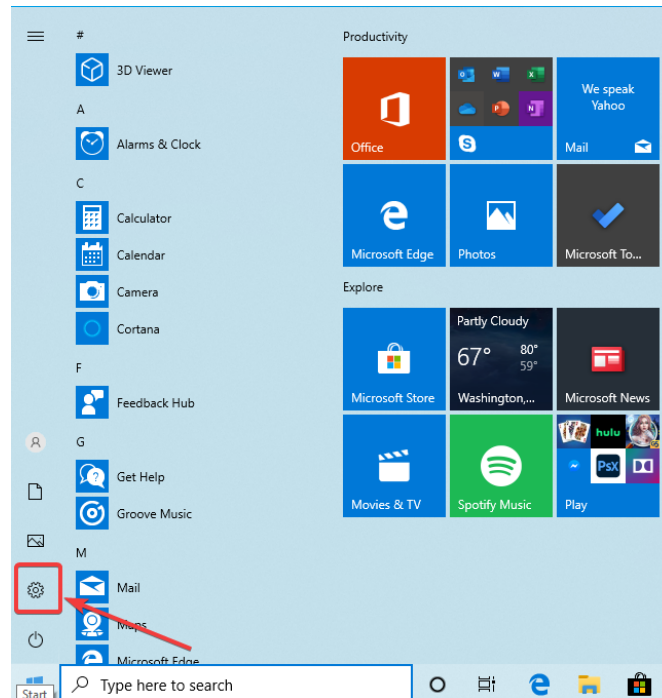 #
3D Viewer
A
Alarms & Clock
C
Calculator
Calendar
Camera
Cortana
F
Feedback Hub
G
Get Help
Groove Music
M
Mail
Maps
Microsoft Edge
Productivity
Office
We speak
Yahoo
Mail
Microsoft Edge
Photos
Microsoft To...
Explore
Microsoft Store
Partly Cloudy
67° 80°
59°
Washington,...
Microsoft News
Movies & TV
Spotify Music
hulu
PsX
Play
Start
Type here to search